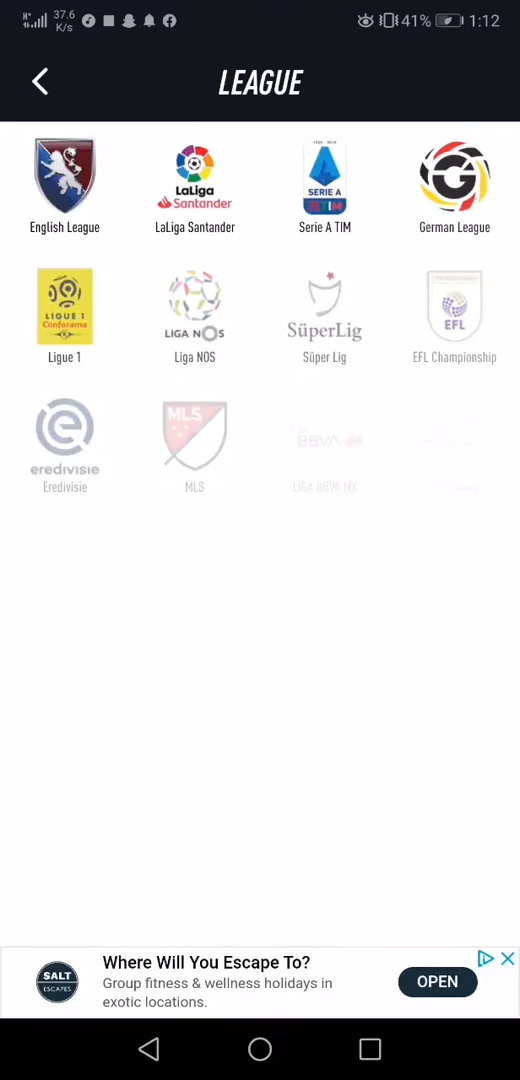 37.6
K/s
41%
1:12
LEAGUE
English League
LaLiga
Santander
LaLiga Santander
SERIE A
TIM
Serie A TIM
German League
LIGUE 1
Conforama
Ligue 1
LIGA NOS
Liga NOS
SüperLig
Süper Lig
EFL
EFL Championship
eredivisie
Eredivisie
MLS
MLS
BBVA
LIGA BBVA MX
SALT
ESCAPES
Where Will You Escape To?
Group fitness & wellness holidays in
exotic locations.
OPEN